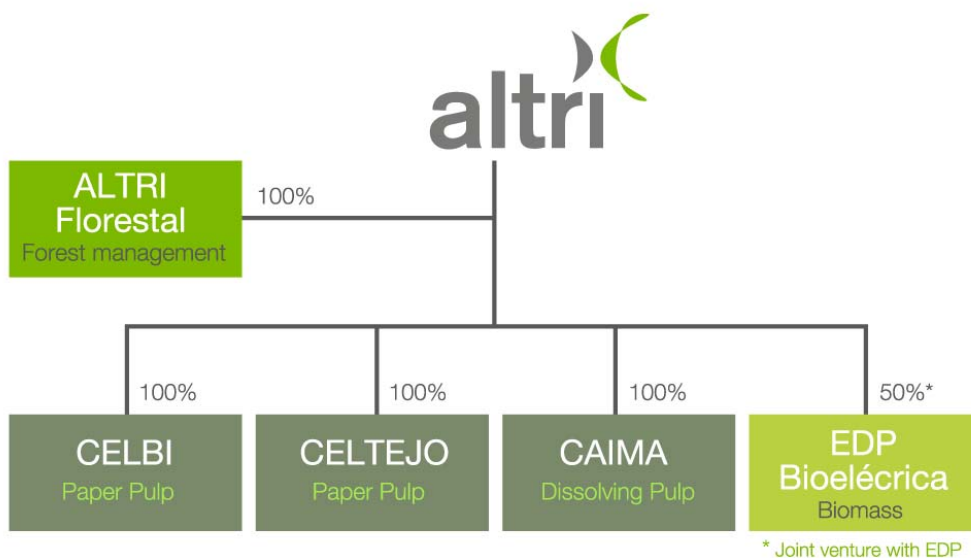 altri
ALTRI
Florestal
Forest management
100%
100%
100%
100%
50%*
CELBI
Paper Pulp
CELTEJO
Paper Pulp
CAIMA
Dissolving Pulp
EDP
Bioelécrica
Biomass
* Joint venture with EDP